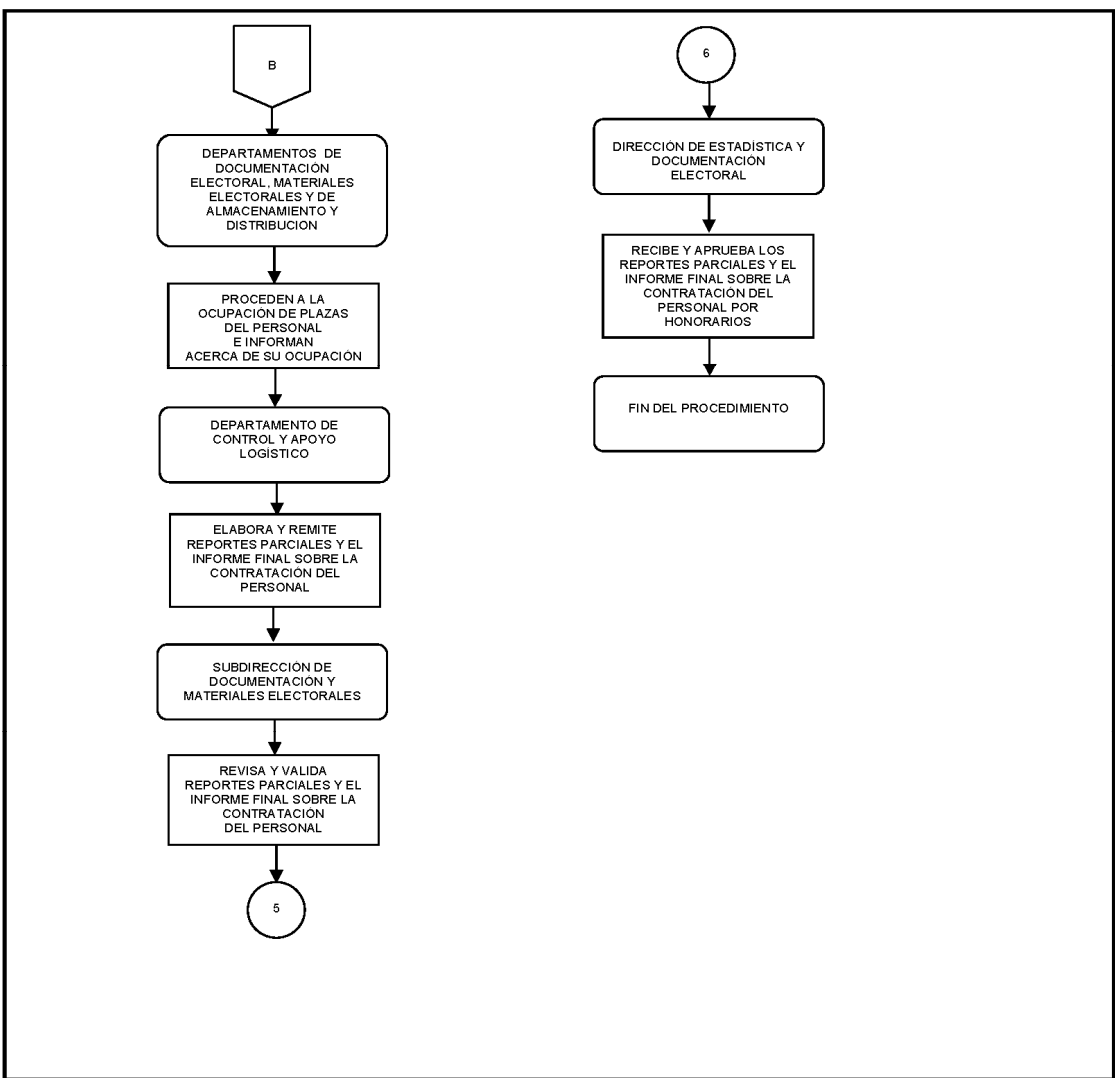 B
DEPARTAMENTOS DE
DOCUMENTACIÓN
ELECTORAL, MATERIALES
ELECTORALES Y DE
ALMACENAMIENTO Y
DISTRIBUCION
PROCEDEN A LA
OCUPACIÓN DE PLAZAS
DEL PERSONAL
E INFORMAN
ACERCA DE SU OCUPACIÓN
DEPARTAMENTO DE
CONTROL Y APOYO
LOGÍSTICO
ELABORA Y REMITE
REPORTES PARCIALES Y EL
INFORME FINAL SOBRE LA
CONTRATACIÓN DEL
PERSONAL
SUBDIRECCIÓN DE
DOCUMENTACIÓN Y
MATERIALES ELECTORALES
REVISA Y VALIDA
REPORTES PARCIALES Y EL
INFORME FINAL SOBRE LA
CONTRATACIÓN
DEL PERSONAL
5
6
DIRECCIÓN DE ESTADÍSTICA Y
DOCUMENTACIÓN
ELECTORAL
RECIBE Y APRUEBA LOS
REPORTES PARCIALES Y EL
INFORME FINAL SOBRE LA
CONTRATACIÓN DEL
PERSONAL POR
HONORARIOS
FIN DEL PROCEDIMIENTO